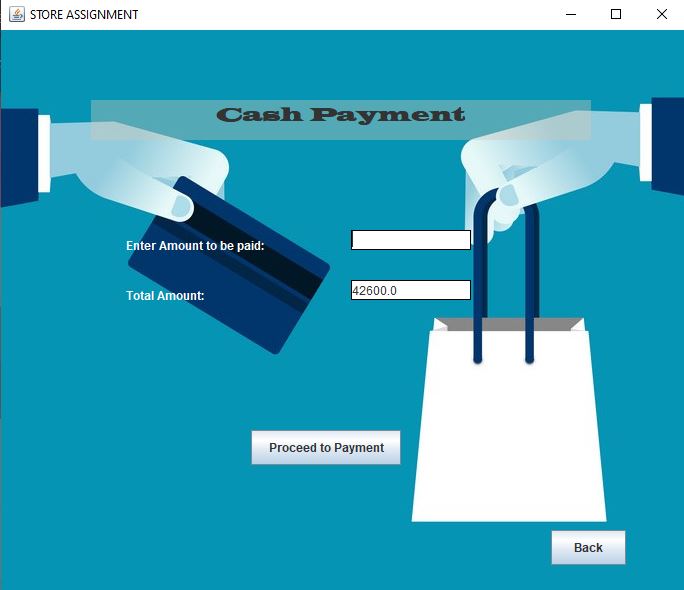 STORE ASSIGNMENT
Cash Payment
Enter Amount to be paid:
Total Amount: 42600.0
Proceed to Payment
Back